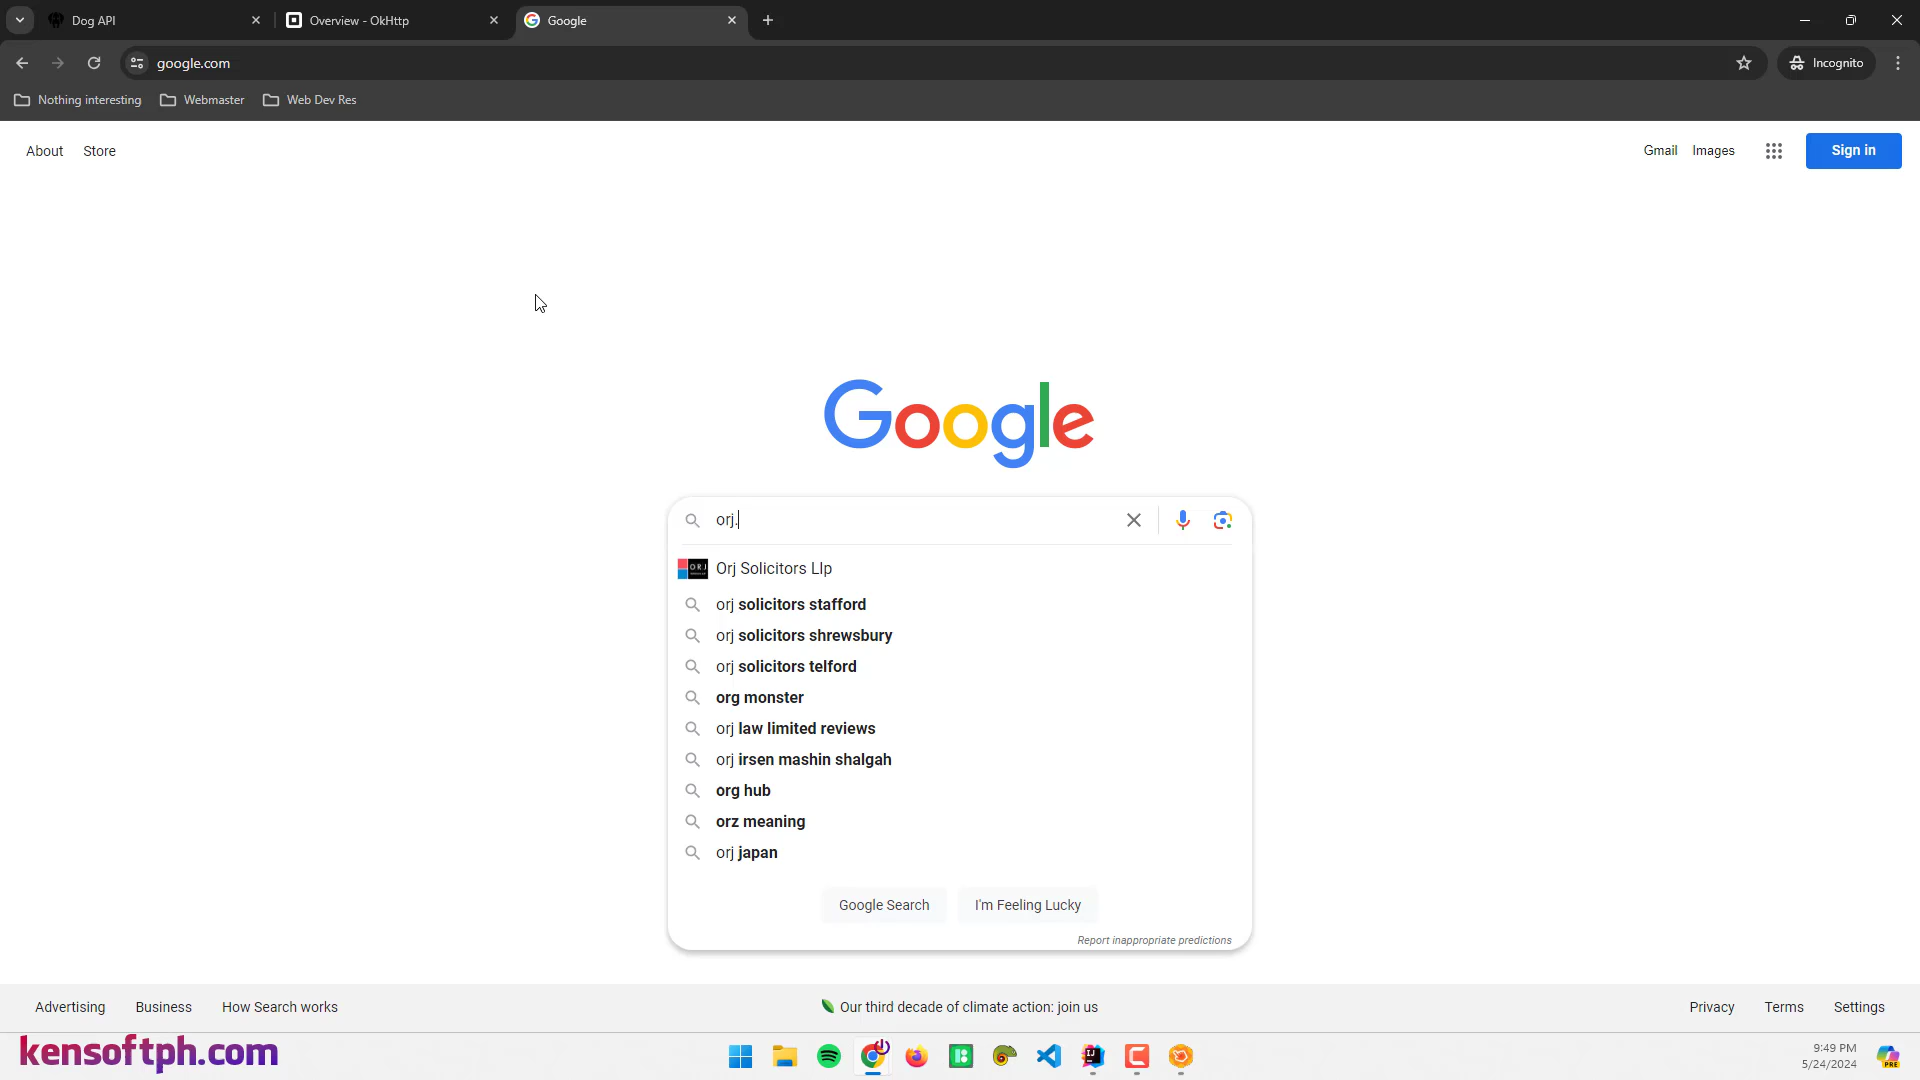 Dog API
Overview - OkHttp
Google
google.com
Incognito
Nothing interesting
Webmaster
Web Dev Res
About
Store
Gmail
Images
Sign in
Google
orj.
ORJ
Orj Solicitors Llp
orj solicitors stafford
orj solicitors shrewsbury
orj solicitors telford
org monster
orj law limited reviews
orj irsen mashin shalgah
org hub
orz meaning
orj japan
Google Search
I'm Feeling Lucky
Report inappropriate predictions
Advertising
Business
How Search works
Our third decade of climate action: join us
Privacy
Terms
Settings
kensoftph.com
9:49 PM
5/24/2024
PRE